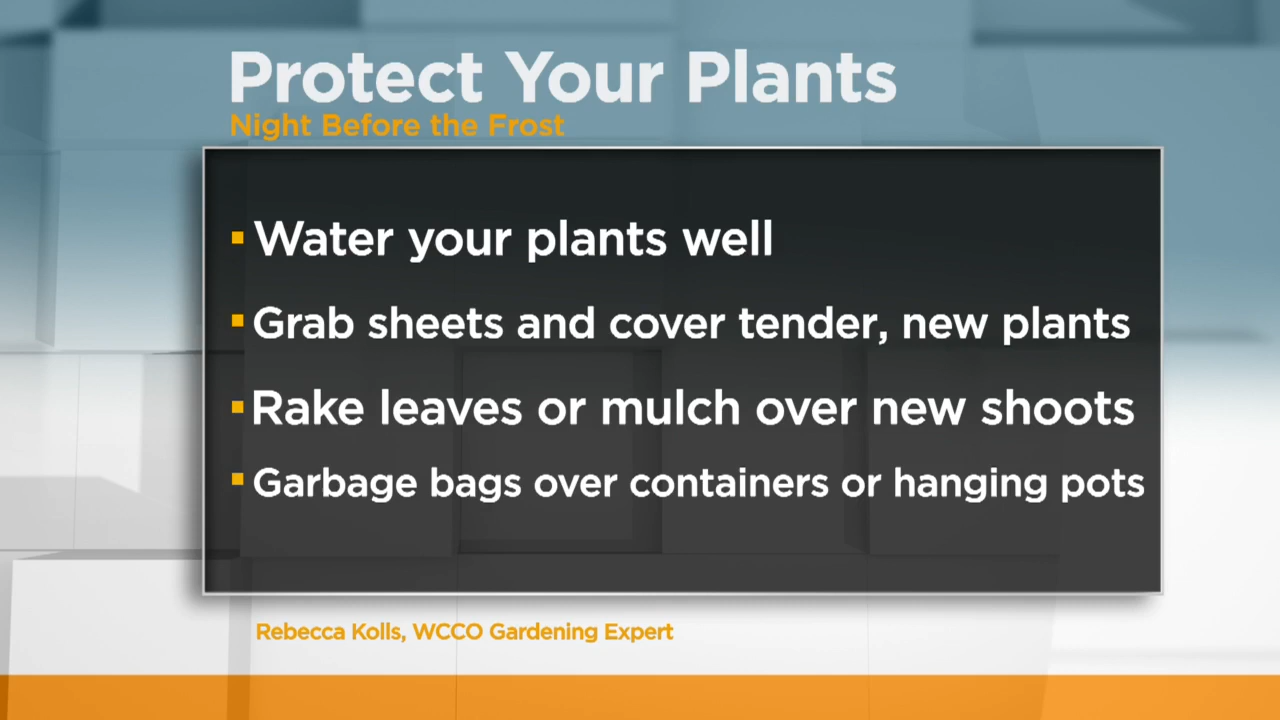 Protect Your Plants
Night Before the Frost
Water your plants well
Grab sheets and cover tender, new plants
Rake leaves or mulch over new shoots
Garbage bags over containers or hanging pots
Rebecca Kolls, WCCO Gardening Expert